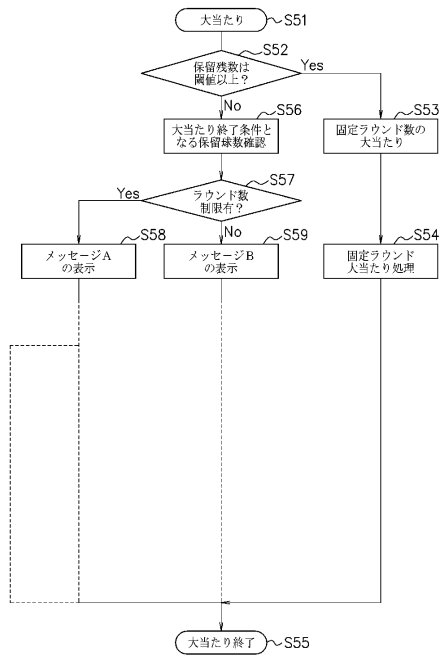 大当たり
S51
S52
保留残数は
閾値以上？
Yes
No
S56
S53
大当たり終了条件と
なる保留球数確認
固定ラウンド数の
大当たり
S57
Yes
ラウンド数
制限有？
No
S58
S59
S54
メッセージA
の表示
メッセージB
の表示
固定ラウンド
大当たり処理
大当たり終了
S55